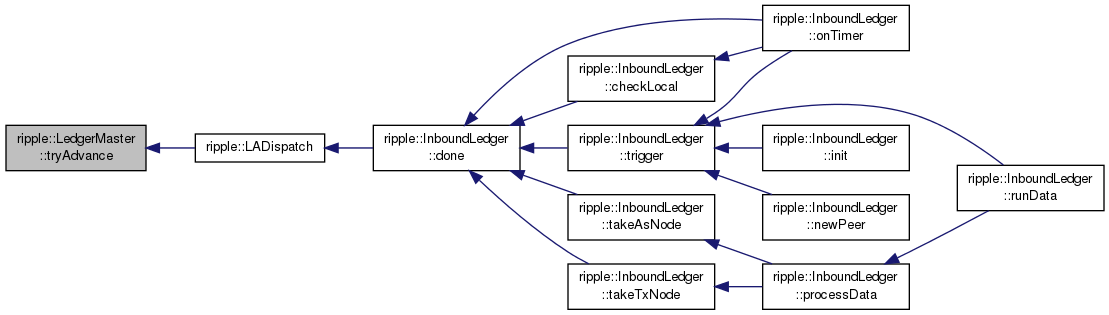 ripple::LedgerMaster
::tryAdvance
ripple::LADispatch
ripple::InboundLedger
::done
ripple::InboundLedger
::onTimer
ripple::InboundLedger
::checkLocal
ripple::InboundLedger
::trigger
ripple::InboundLedger
::init
ripple::InboundLedger
::runData
ripple::InboundLedger
::takeAsNode
ripple::InboundLedger
::newPeer
ripple::InboundLedger
::takeTxNode
ripple::InboundLedger
::processData